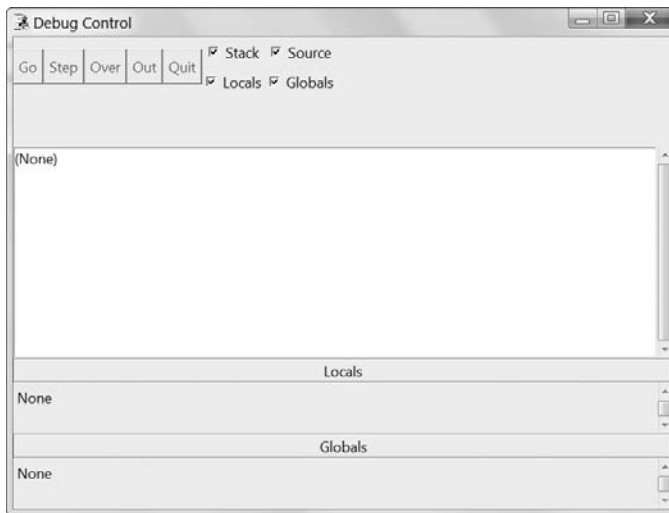 Debug Control
Go Step Over Out Quit
Stack Source
Locals Globals
(None)
Locals
None
Globals
None